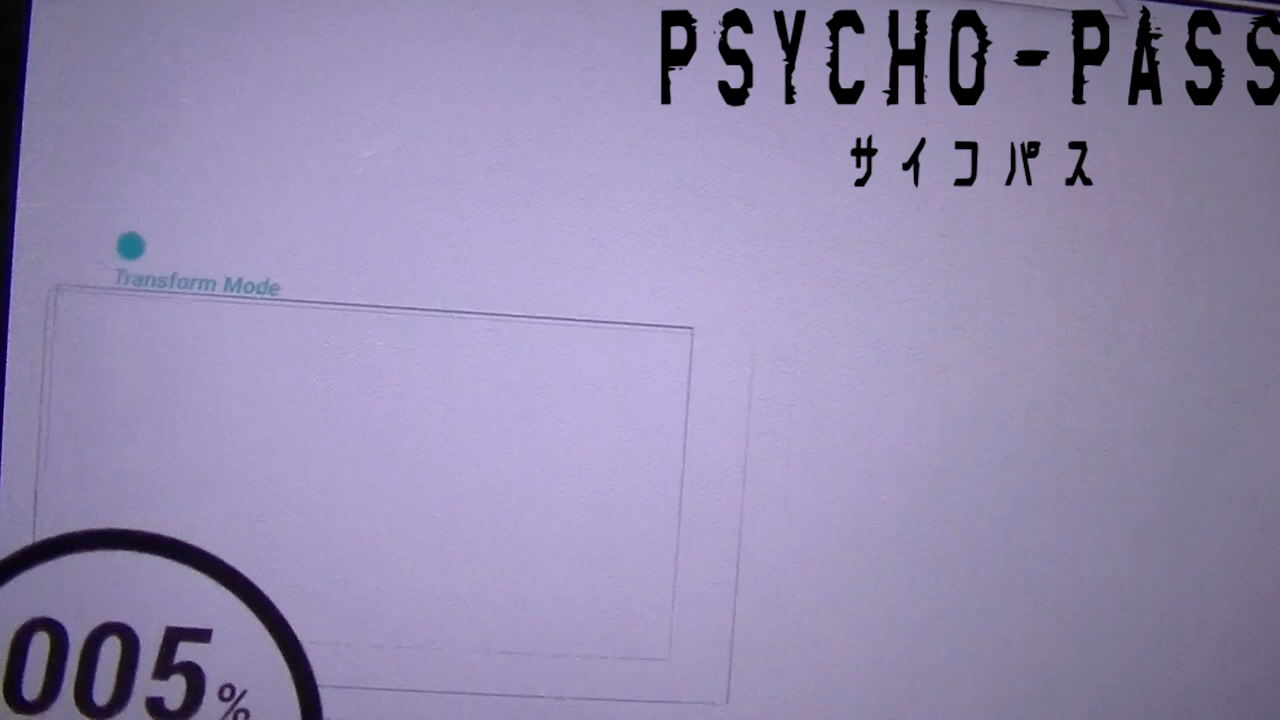 PSYCHO-PASS
サイコパス
Transform Mode
005%